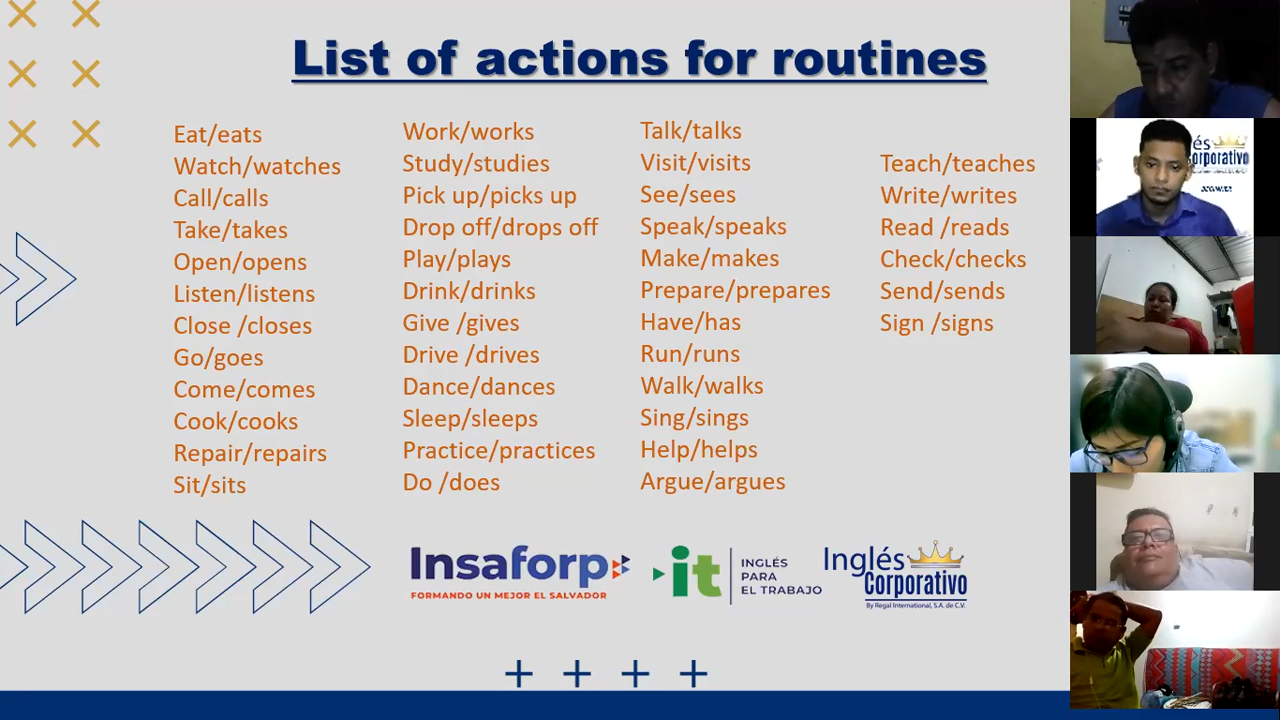 List of actions for routines
Eat/eats
Watch/watches
Call/calls
Take/takes
Open/opens
Listen/listens
Close /closes
Go/goes
Come/comes
Cook/cooks
Repair/repairs
Sit/sits
Work/works
Study/studies
Pick up/picks up
Drop off/drops off
Play/plays
Drink/drinks
Give /gives
Drive /drives
Dance/dances
Sleep/sleeps
Practice/practices
Do /does
Talk/talks
Visit/visits
See/sees
Speak/speaks
Make/makes
Prepare/prepares
Have/has
Run/runs
Walk/walks
Sing/sings
Help/helps
Argue/argues
Teach/teaches
Write/writes
Read /reads
Check/checks
Send/sends
Sign /signs
Insaforp
FORMANDO UN MEJOR EL SALVADOR
it
INGLÉS
PARA
EL TRABAJO
Inglés
Corporativo
By Regal International, S.A. de C.V.